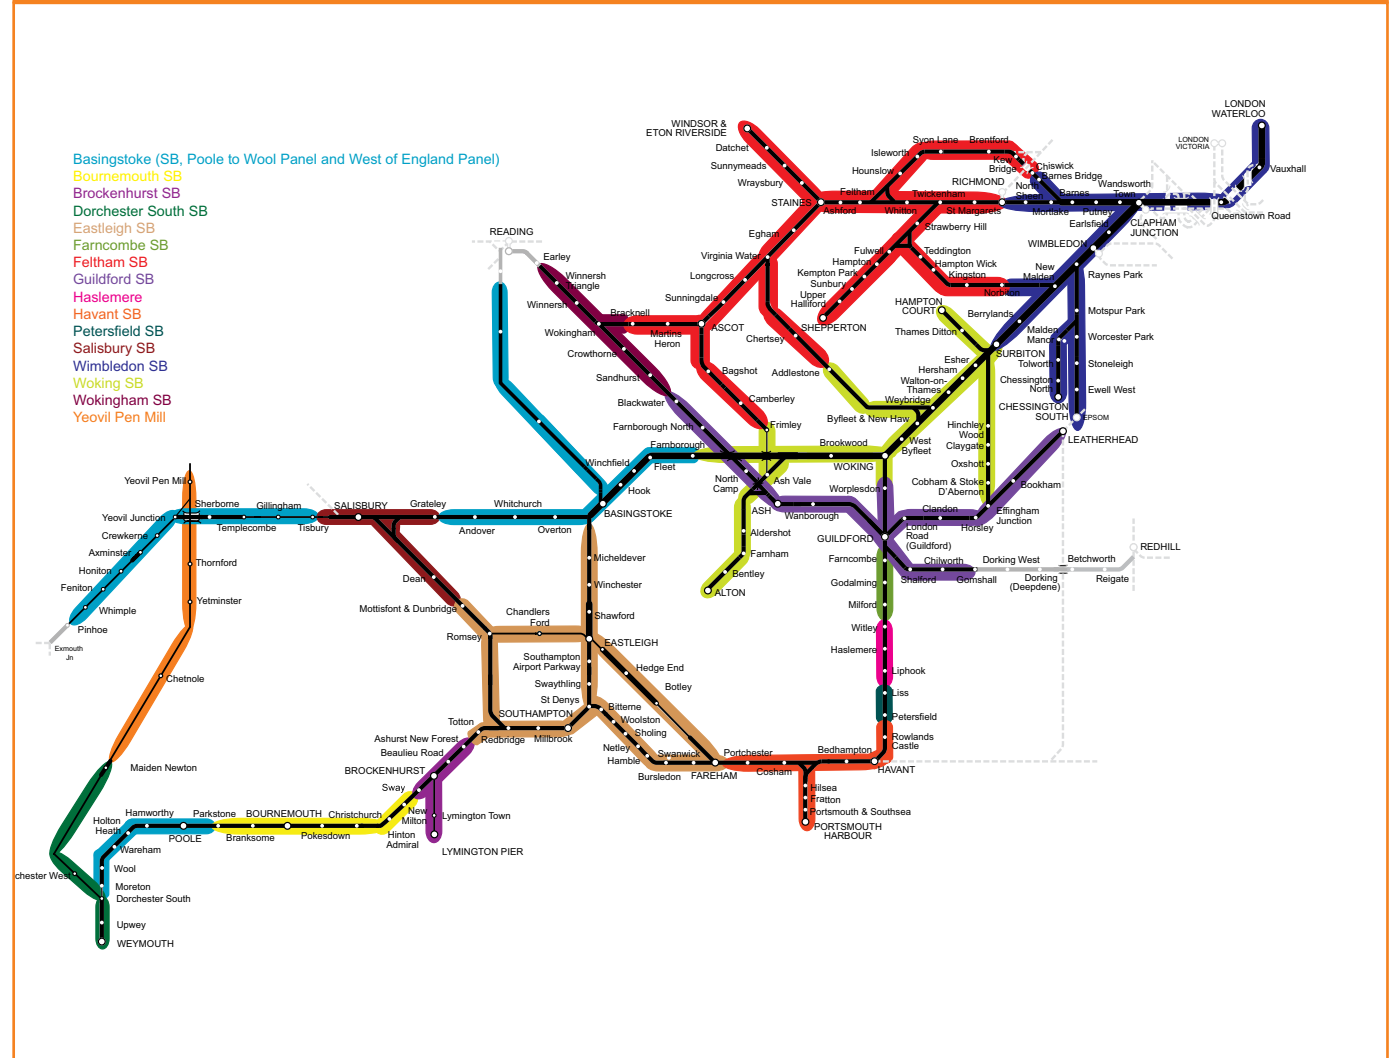 Basingstoke (SB, Poole to Wool Panel and West of England Panel)
Bournemouth SB
Brockenhurst SB
Dorchester South SB
Eastleigh SB
Farncombe SB
Feltham SB
Guildford SB
Haslemere
Havant SB
Petersfield SB
Salisbury SB
Wimbledon SB
Woking SB
Wokingham SB
Yeovil Pen Mill
LONDON
WATERLOO
LONDON
VICTORIA
Vauxhall
Queenstown Road
WINDSOR &
ETON RIVERSIDE
Datchet
Sunnymeads
Wraysbury
STAINES
Ashford
Feltham
Hounslow
Isleworth
Syon Lane
Brentford
Kew
Bridge
Chiswick
Barnes Bridge
RICHMOND
North
Sheen
Barnes
Mortlake
Putney
Wandsworth
Town
Earlsfield
CLAPHAM
JUNCTION
Whitton
Twickenham
St Margarets
Strawberry Hill
Teddington
Hampton Wick
Kingston
Norbiton
New
Malden
WIMBLEDON
Raynes Park
Motspur Park
Worcester Park
Stoneleigh
Ewell West
EPSOM
Malden
Manor
Tolworth
Chessington
North
CHESSINGTON
SOUTH
LEATHERHEAD
Fulwell
Hampton
Kempton Park
Sunbury
Upper
Halliford
SHEPPERTON
HAMPTON
COURT
Thames Ditton
Berrylands
SURBITON
Esher
Hersham
Walton-on-
Thames
Weybridge
Byfleet & New Haw
West
Byfleet
WOKING
Brookwood
Egham
Virginia Water
Longcross
Sunningdale
ASCOT
Chertsey
Addlestone
Martins
Heron
Bracknell
Bagshot
Camberley
Frimley
READING
Earley
Winnersh
Triangle
Winnersh
Wokingham
Crowthorne
Sandhurst
Blackwater
Farnborough North
Farnborough
Fleet
Winchfield
Hook
BASINGSTOKE
North
Camp
Ash Vale
ASH
Wanborough
Aldershot
Farnham
Bentley
ALTON
Worplesdon
GUILDFORD
London
Road
(Guildford)
Clandon
Horsley
Effingham
Junction
Bookham
Hinchley
Wood
Claygate
Oxshott
Cobham & Stoke
D'Abernon
Shalford
Chilworth
Gomshall
Dorking West
Dorking
(Deepdene)
Betchworth
Reigate
REDHILL
Farncombe
Godalming
Milford
Witley
Haslemere
Liphook
Liss
Petersfield
Rowlands
Castle
HAVANT
Bedhampton
Cosham
Portchester
Hilsea
Fratton
Portsmouth & Southsea
PORTSMOUTH
HARBOUR
FAREHAM
Swanwick
Bursledon
Hamble
Netley
Sholing
Woolston
Bitterne
Botley
Hedge End
EASTLEIGH
Micheldever
Winchester
Shawford
Chandlers
Ford
Southampton
Airport Parkway
Swaythling
St Denys
SOUTHAMPTON
Millbrook
Redbridge
Romsey
Mottisfont & Dunbridge
Dean
Totton
Ashurst New Forest
Beaulieu Road
BROCKENHURST
Sway
New
Milton
Lymington Town
LYMINGTON PIER
Hinton
Admiral
Christchurch
Pokesdown
BOURNEMOUTH
Branksome
Parkstone
POOLE
Hamworthy
Holton
Heath
Wareham
Wool
Moreton
Dorchester South
Upwey
WEYMOUTH
chester West
Maiden Newton
Chetnole
Yetminster
Thornford
Yeovil Pen Mill
Yeovil Junction
Sherborne
Templecombe
Gillingham
Tisbury
SALISBURY
Grateley
Andover
Whitchurch
Overton
Crewkerne
Axminster
Honiton
Feniton
Whimple
Pinhoe
Exmouth
Jn